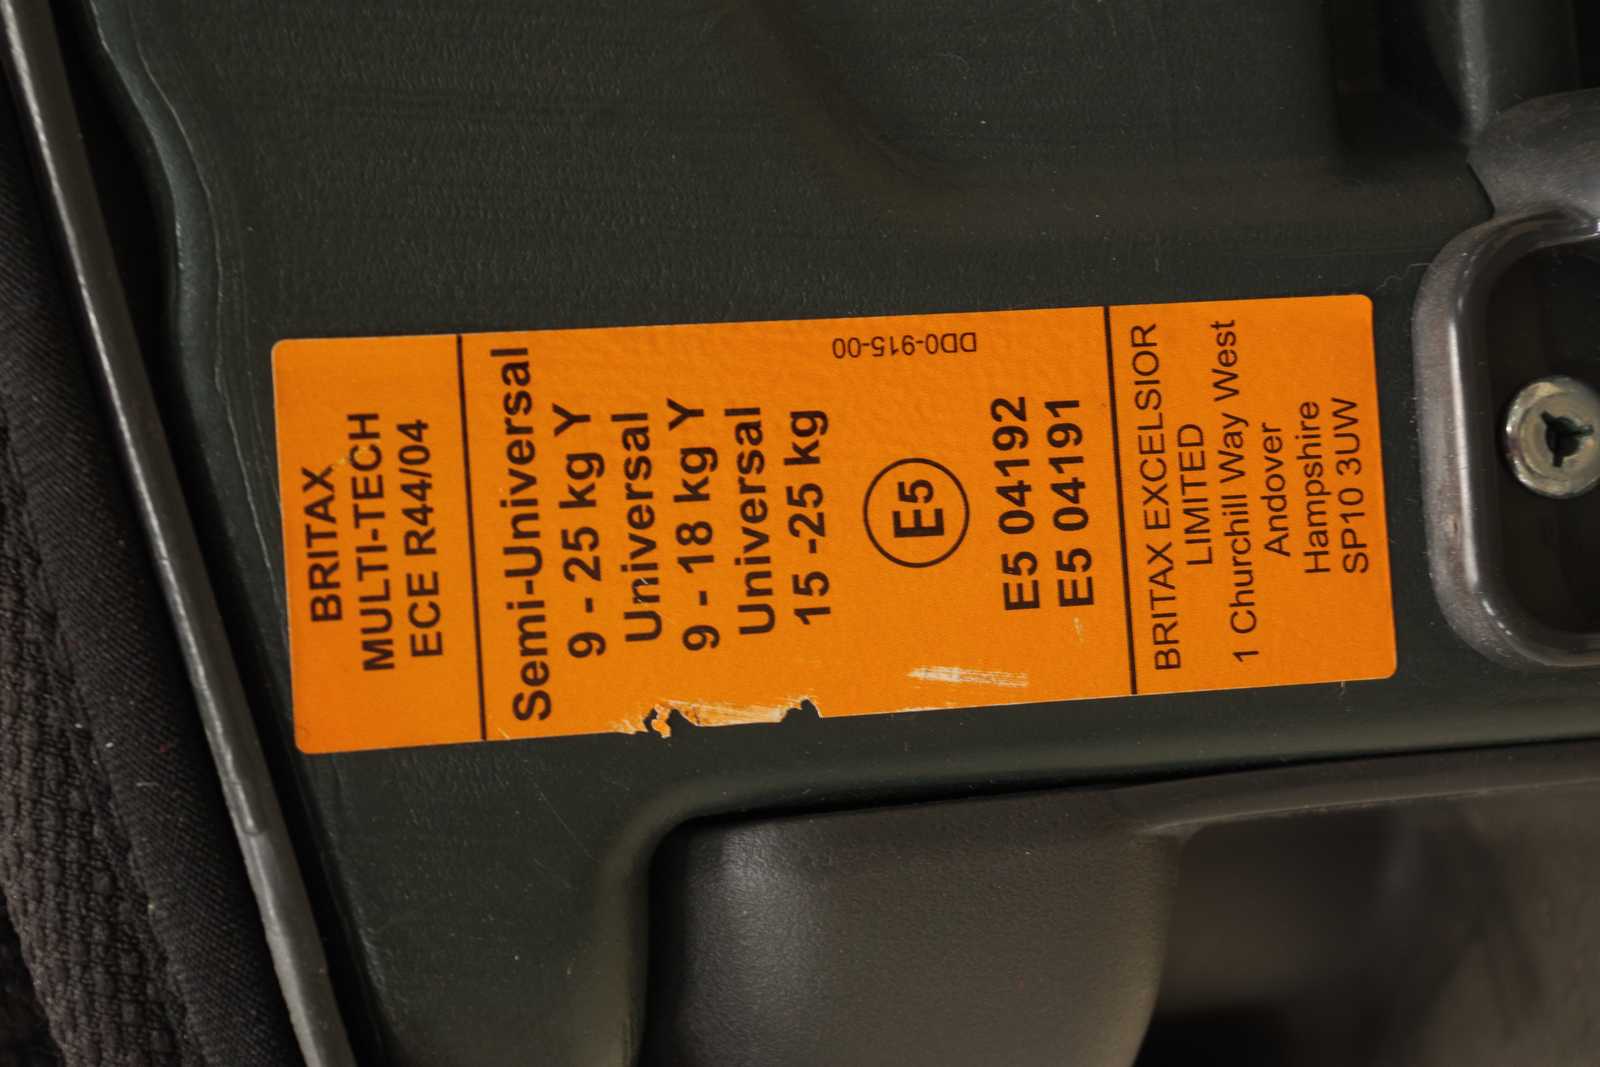 BRITAX
MULTI-TECH
ECE R44/04
Semi-Universal
9 - 25 kg Y
Universal
9 - 18 kg Y
Universal
15 -25 kg
DD0-915-00
E5
E5 04192
E5 04191
BRITAX EXCELSIOR
LIMITED
1 Churchill Way West
Andover
Hampshire
SP10 3UW